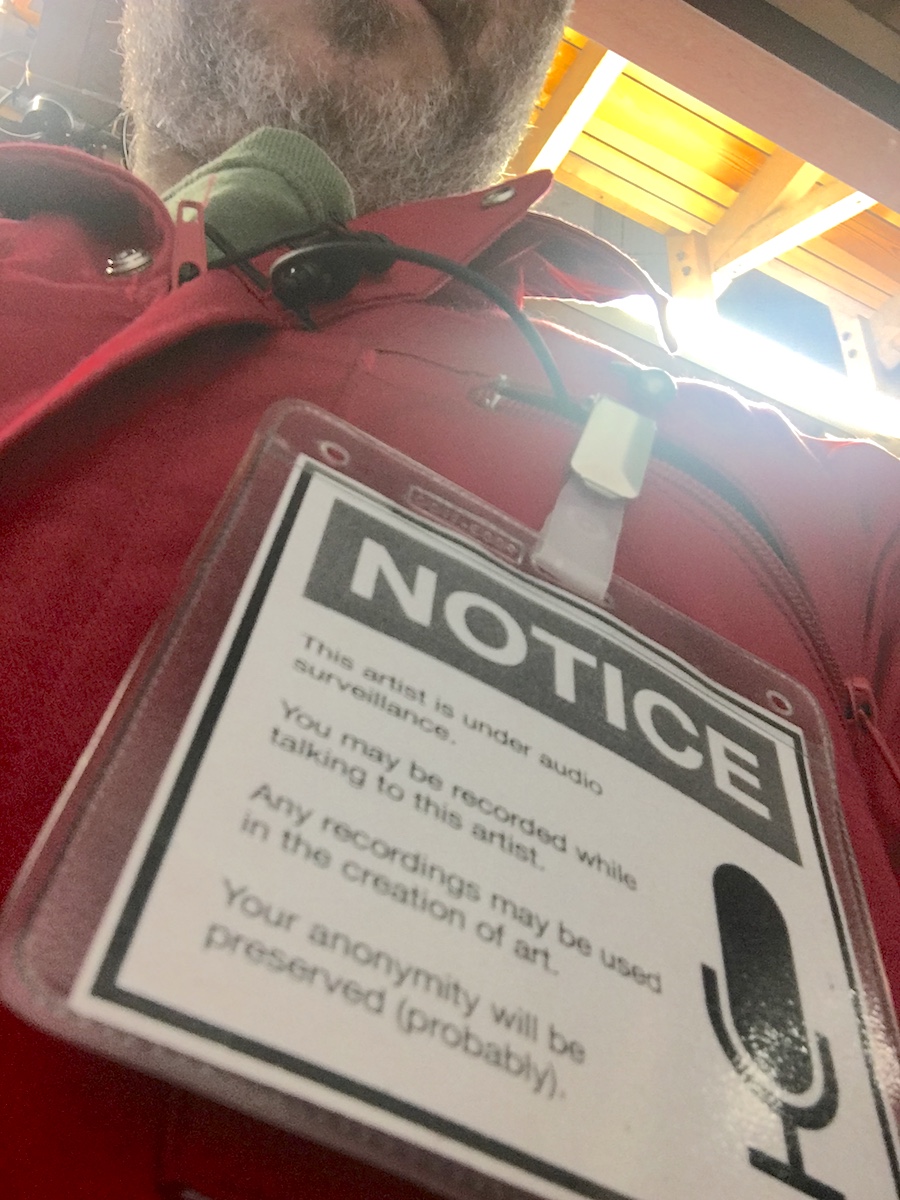 NOTICE
This artist is under audio
surveillance.
You may be recorded while
talking to this artist.
Any recordings may be used
in the creation of art.
Your anonymity will be
preserved (probably).